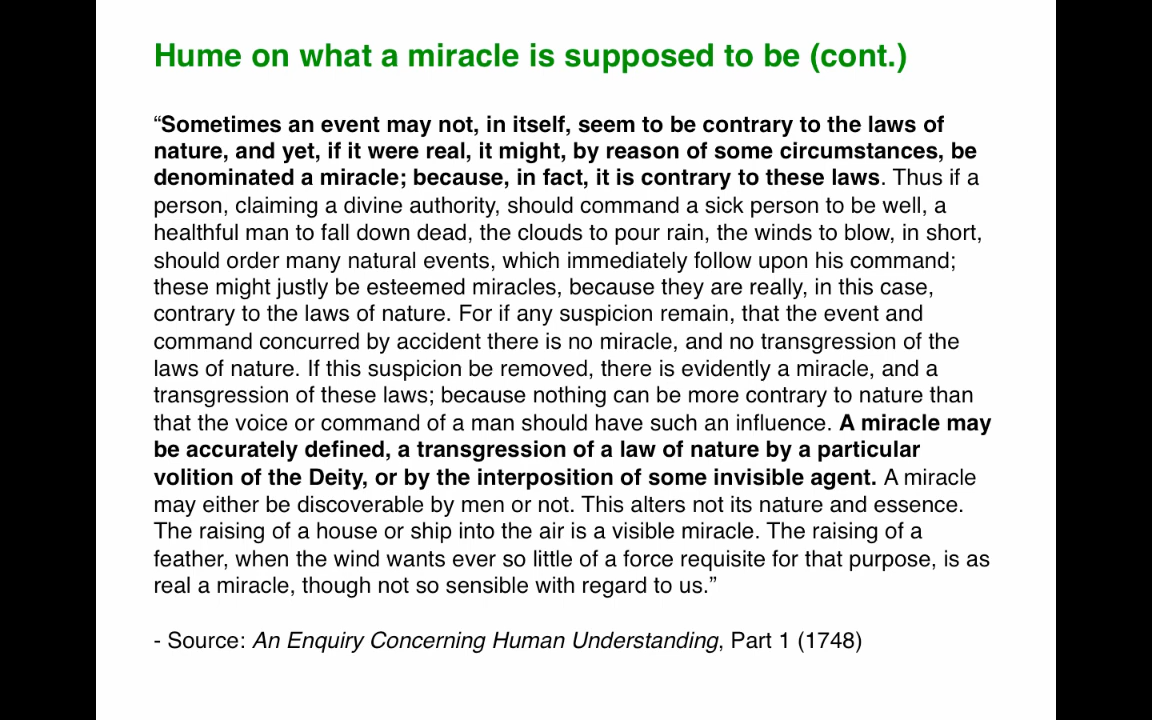 Hume on what a miracle is supposed to be (cont.)
“Sometimes an event may not, in itself, seem to be contrary to the laws of
nature, and yet, if it were real, it might, by reason of some circumstances, be
denominated a miracle; because, in fact, it is contrary to these laws. Thus if a
person, claiming a divine authority, should command a sick person to be well, a
healthful man to fall down dead, the clouds to pour rain, the winds to blow, in short,
should order many natural events, which immediately follow upon his command;
these might justly be esteemed miracles, because they are really, in this case,
contrary to the laws of nature. For if any suspicion remain, that the event and
command concurred by accident there is no miracle, and no transgression of the
laws of nature. If this suspicion be removed, there is evidently a miracle, and a
transgression of these laws; because nothing can be more contrary to nature than
that the voice or command of a man should have such an influence. A miracle may
be accurately defined, a transgression of a law of nature by a particular
volition of the Deity, or by the interposition of some invisible agent. A miracle
may either be discoverable by men or not. This alters not its nature and essence.
The raising of a house or ship into the air is a visible miracle. The raising of a
feather, when the wind wants ever so little of a force requisite for that purpose, is as
real a miracle, though not so sensible with regard to us.”
- Source: An Enquiry Concerning Human Understanding, Part 1 (1748)